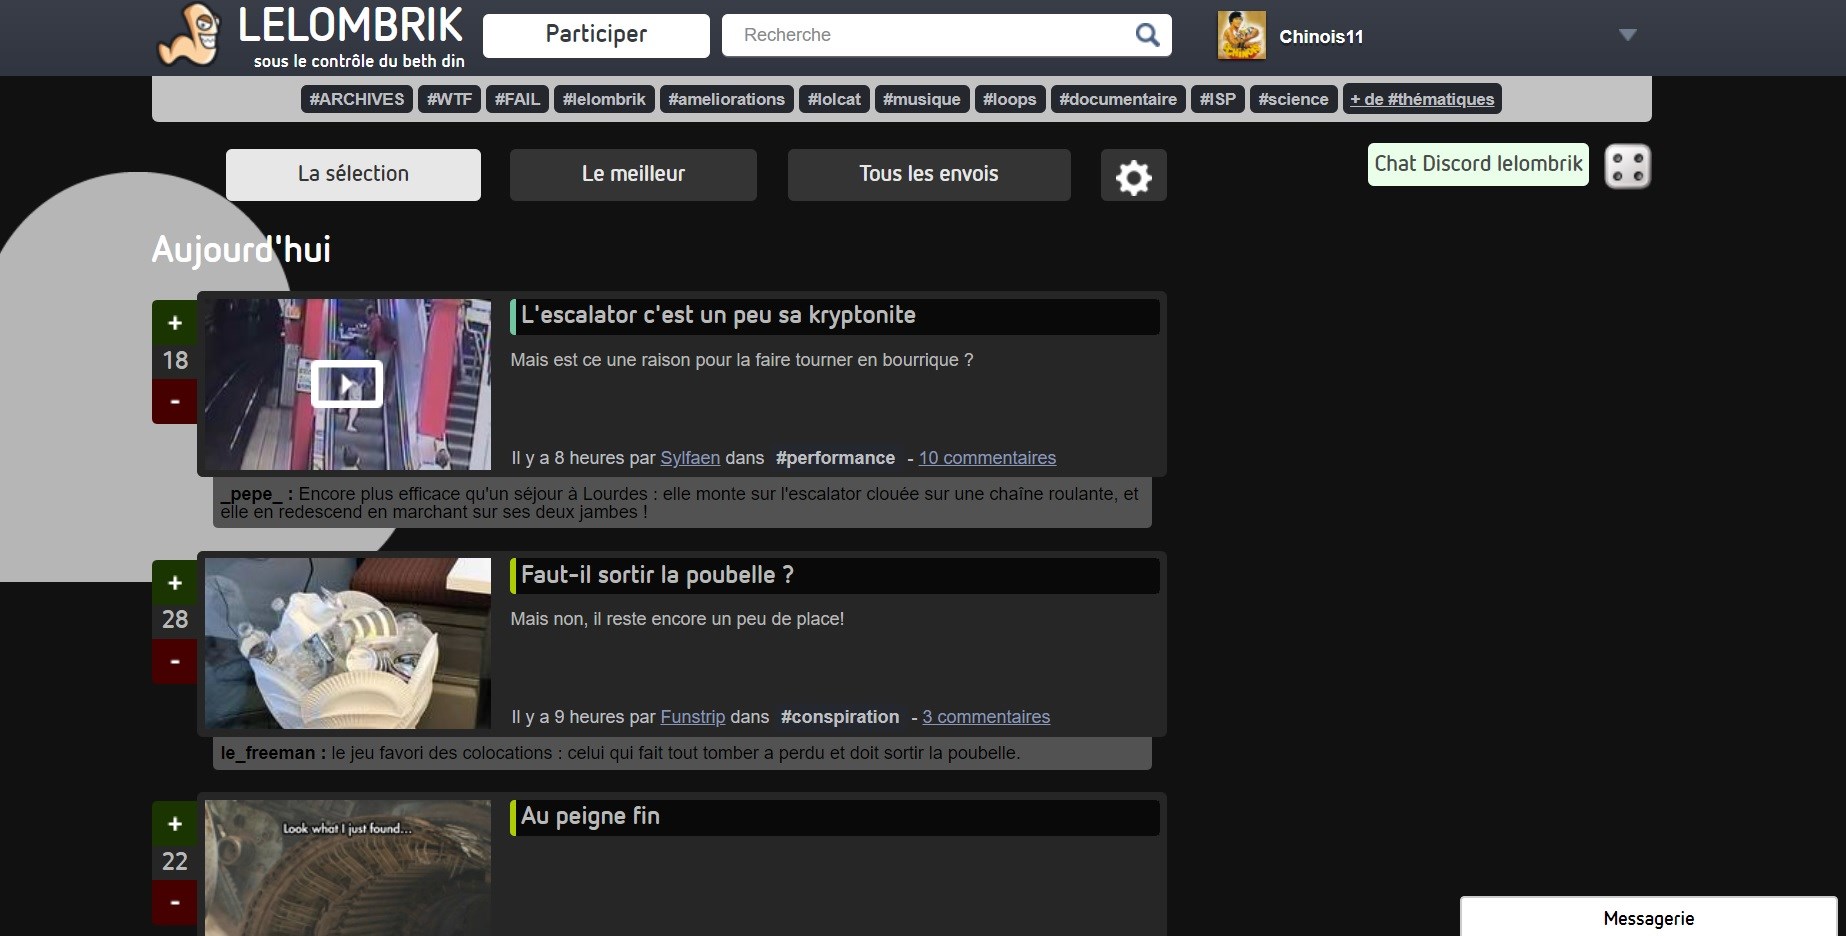 LELOMBRIK
sous le contrôle du beth din
Participer
Recherche
Chinois11
#ARCHIVES #WTF #FAIL #lelombrik #ameliorations #lolcat #musique #loops #documentaire #ISP #science + de #thématiques
La sélection
Le meilleur
Tous les envois
Chat Discord lelombrik
Aujourd'hui
+
18
-
L'escalator c'est un peu sa kryptonite
Mais est ce une raison pour la faire tourner en bourrique ?
Il y a 8 heures par Sylfaen dans #performance - 10 commentaires
_pepe_ : Encore plus efficace qu'un séjour à Lourdes : elle monte sur l'escalator clouée sur une chaîne roulante, et
elle en redescend en marchant sur ses deux jambes !
+
28
-
Faut-il sortir la poubelle ?
Mais non, il reste encore un peu de place!
Il y a 9 heures par Funstrip dans #conspiration - 3 commentaires
le_freeman : le jeu favori des colocations : celui qui fait tout tomber a perdu et doit sortir la poubelle.
+
22
-
Look what I just found...
Au peigne fin
Messagerie